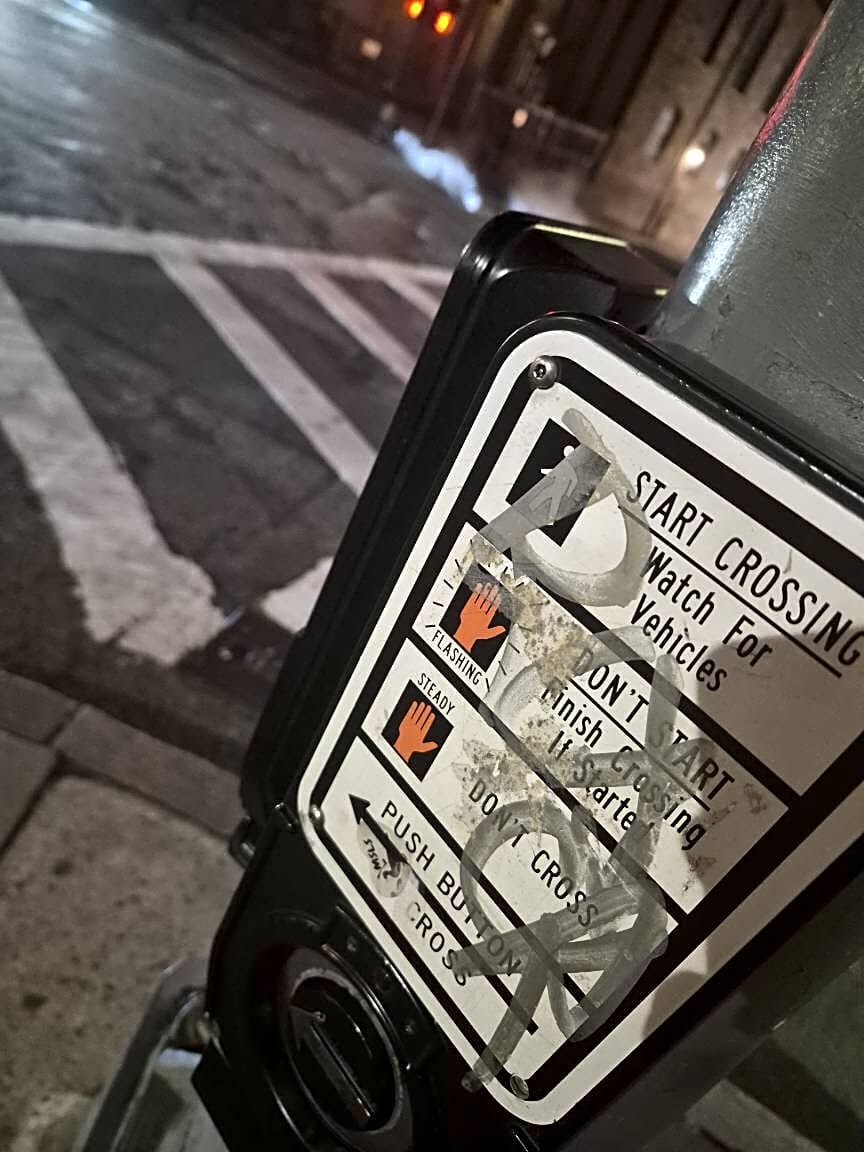 START CROSSING
Watch For
Vehicles
FLASHING
DON'T START
Finish Crossing
If Started
STEADY
DON'T CROSS
PUSH BUTTON
CROSS